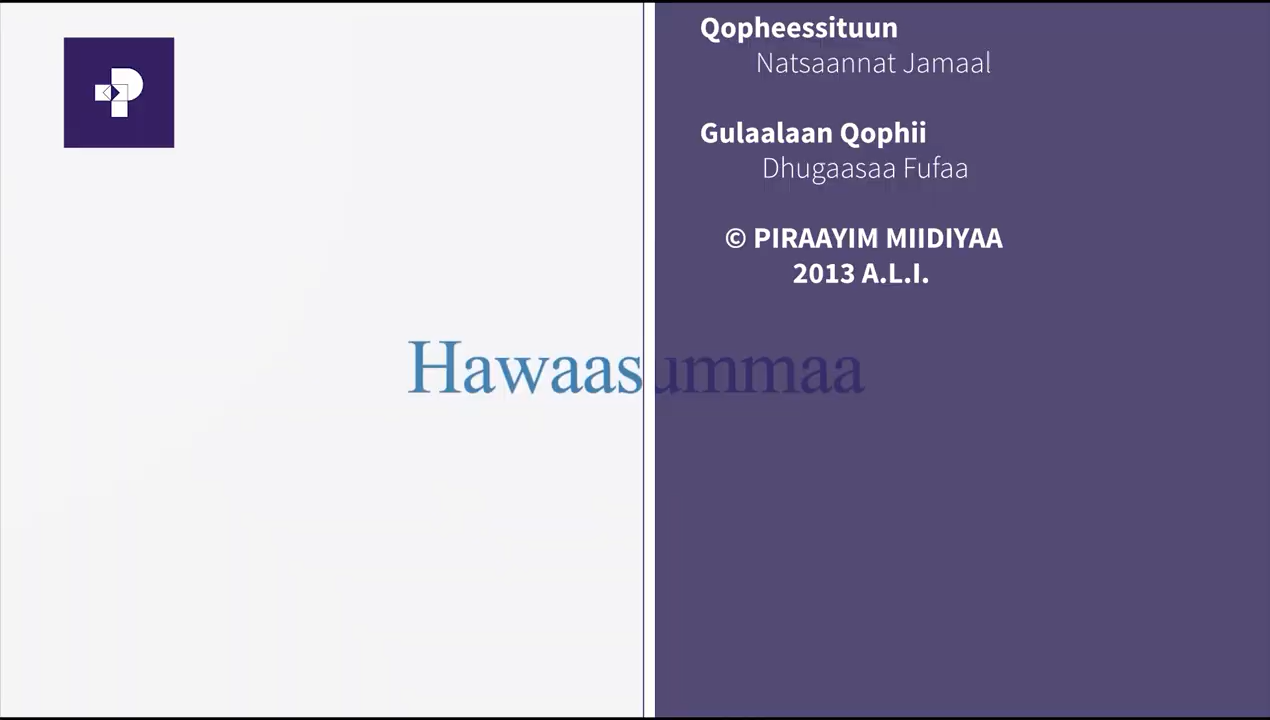 Qopheessituun
Natsaannat Jamaal
Gulaalaan Qophii
Dhugaasaa Fufaa
© PIRAAYIM MIIDIYAA
2013 A.L.I.
Hawaasummaa